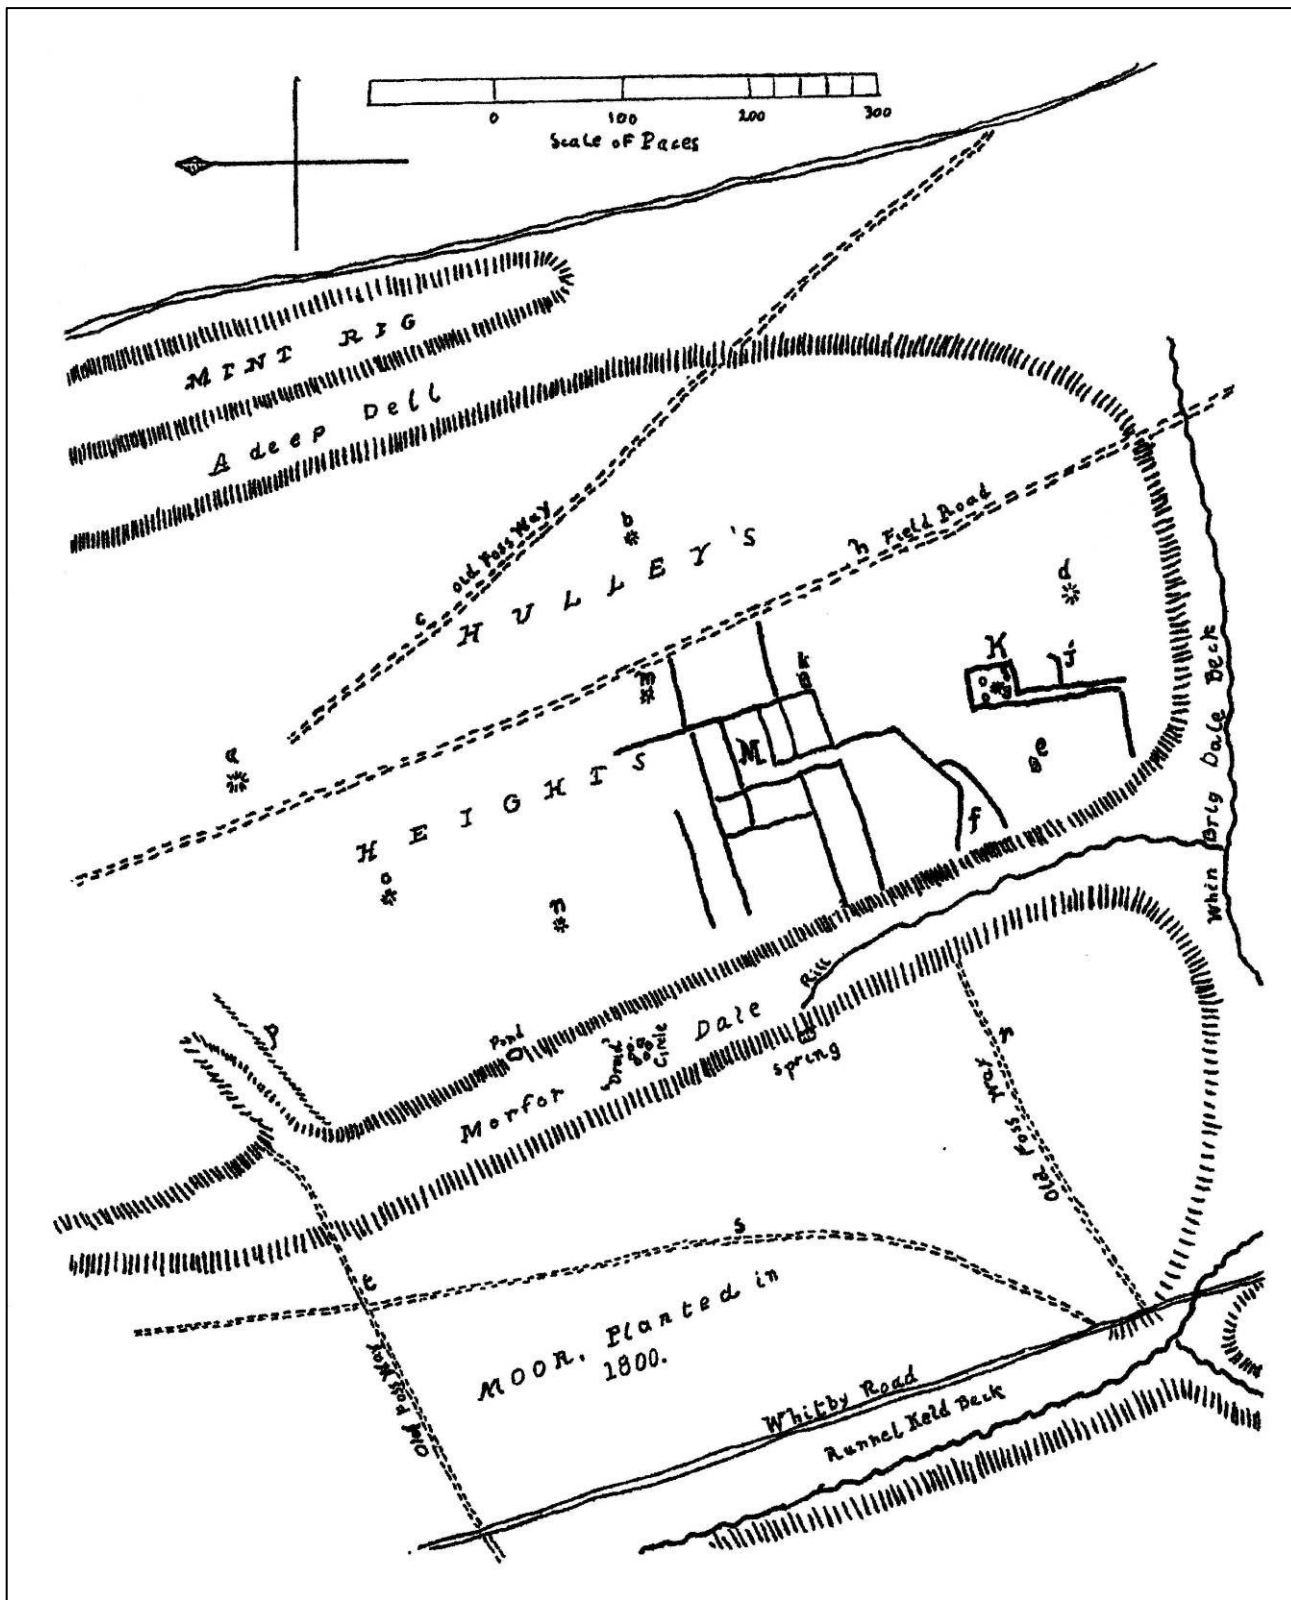 0 100 200 300
Scale of Paces
MINT RIG
A deep Dell
c Old Foss Way
b
HULLEY'S
h Field Road
d
a
m
k
K
j
g
M
e
HEIGHTS
f
o
n
When Brig Dale Beck
p
Pond
"Druid"
Circle
Morfor Dale
Rill
Spring
r
Old Foss Way
s
t
Old Foss Way
MOOR. Planted in
1800.
Whitby Road
Runnel Keld Beck